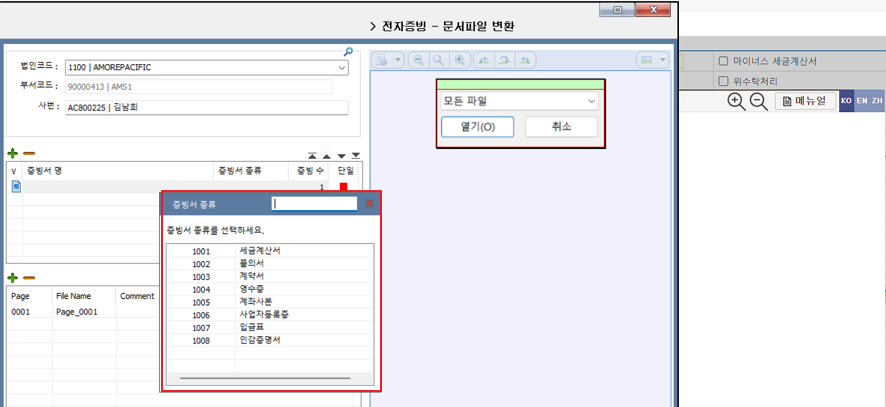 > 전자증빙 - 문서파일 변환
법인코드 : 1100 | AMOREPACIFIC
부서코드 : 90000413 | AMS1
사번 : AC800225 | 김남희
모든 파일
열기(O) 취소
마이너스 세금계산서
위수탁처리
매뉴얼 KO EN ZH
V 증빙서 명 증빙서 종류 증빙 수 단일
1
증빙서 종류
증빙서 종류를 선택하세요.
1001 세금계산서
1002 품의서
1003 계약서
1004 영수증
1005 계좌사본
1006 사업자등록증
1007 입금표
1008 인감증명서
Page File Name Comment
0001 Page_0001